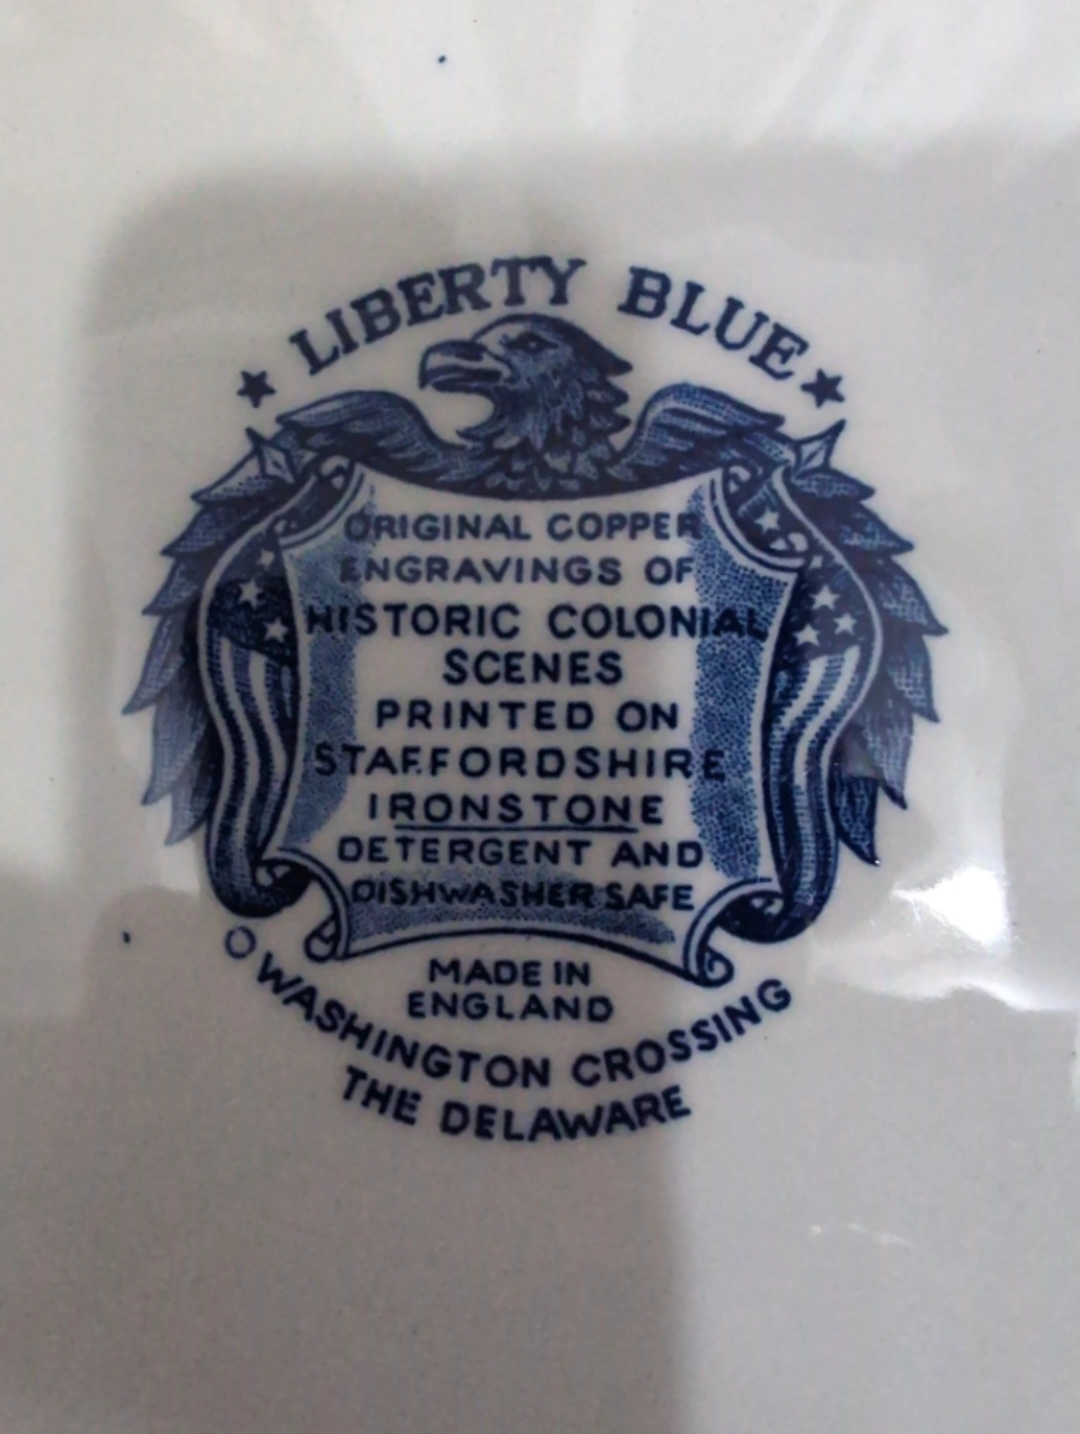 LIBERTY BLUE
ORIGINAL COPPER
ENGRAVINGS OF
HISTORIC COLONIAL
SCENES
PRINTED ON
STAFFORDSHIRE
IRONSTONE
DETERGENT AND
DISHWASHER SAFE
MADE IN
ENGLAND
WASHINGTON CROSSING
THE DELAWARE